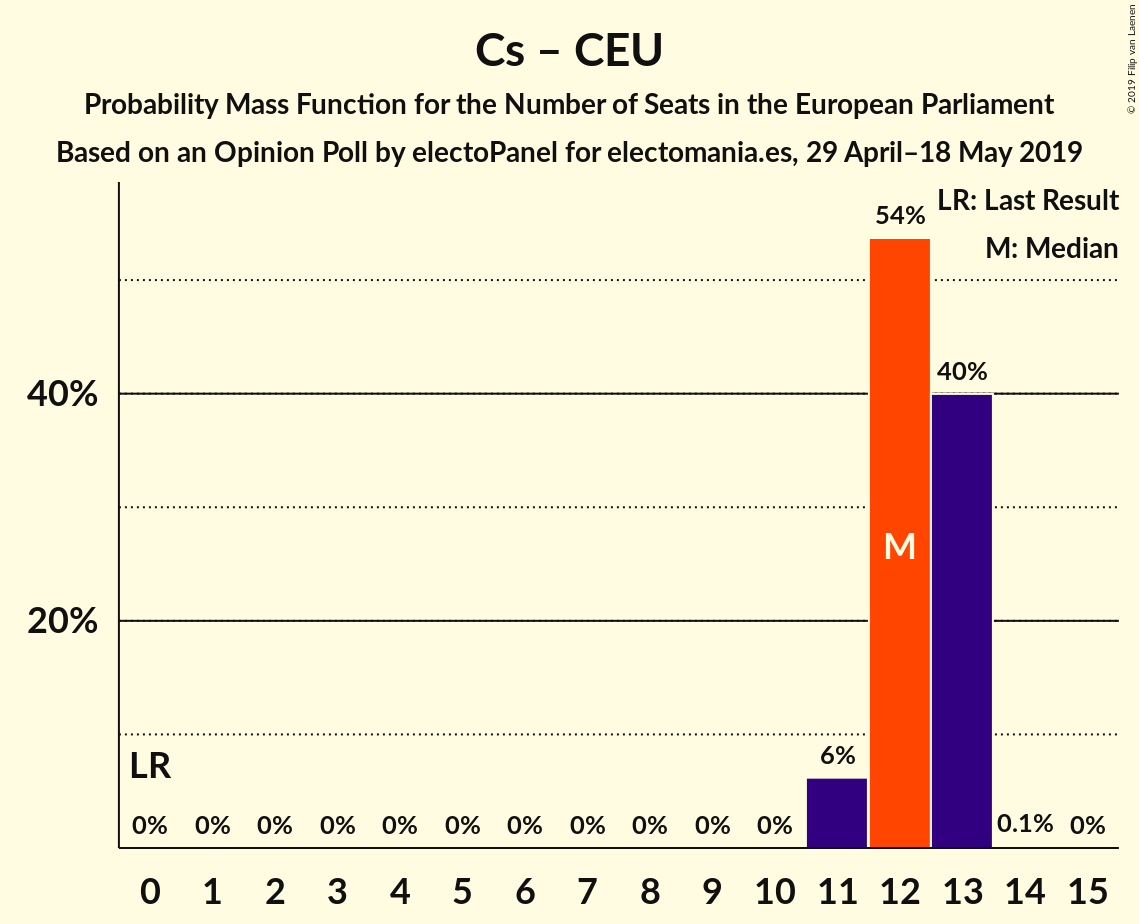 Cs – CEU
Probability Mass Function for the Number of Seats in the European Parliament
Based on an Opinion Poll by electoPanel for electomania.es, 29 April–18 May 2019
© 2019 Filip van Laenen
LR: Last Result
M: Median
54%
40%
40%
M
20%
LR
6%
0% 0% 0% 0% 0% 0% 0% 0% 0% 0% 0% 0.1% 0%
0 1 2 3 4 5 6 7 8 9 10 11 12 13 14 15